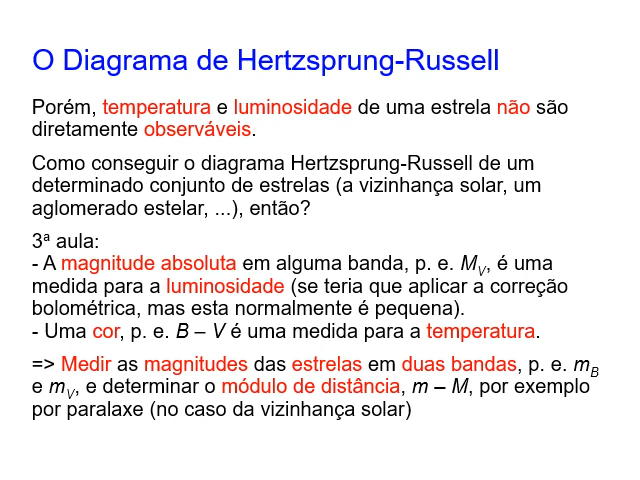 O Diagrama de Hertzsprung-Russell
Porém, temperatura e luminosidade de uma estrela não são
diretamente observáveis.
Como conseguir o diagrama Hertzsprung-Russell de um
determinado conjunto de estrelas (a vizinhança solar, um
aglomerado estelar, ...), então?
3ª aula:
- A magnitude absoluta em alguma banda, p. e. M_V, é uma
medida para a luminosidade (se teria que aplicar a correção
bolométrica, mas esta normalmente é pequena).
- Uma cor, p. e. B – V é uma medida para a temperatura.
=> Medir as magnitudes das estrelas em duas bandas, p. e. m_B
e m_V, e determinar o módulo de distância, m – M, por exemplo
por paralaxe (no caso da vizinhança solar)